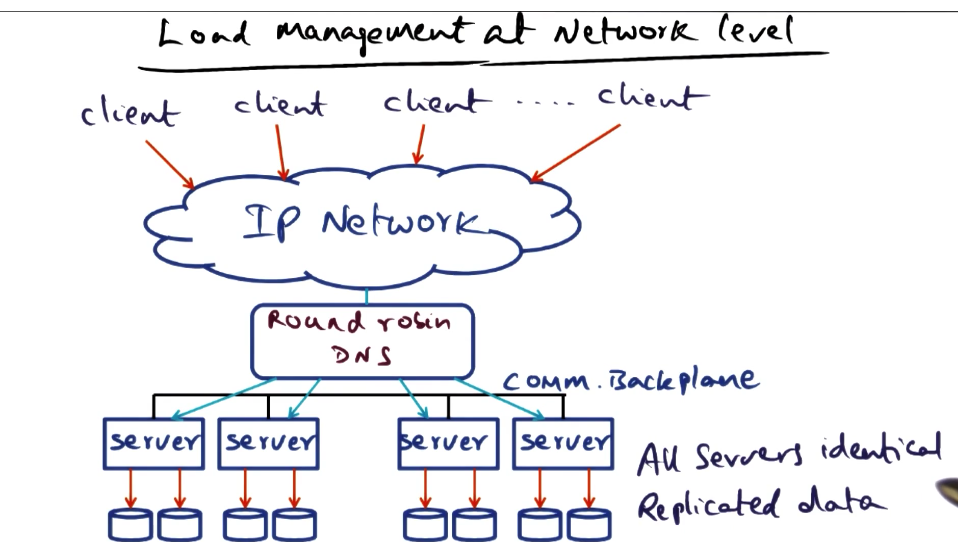 Load Management at Network level
client client client .... client
IP Network
Round robin
DNS
comm. Backplane
server server server server
All Servers identical
Replicated data